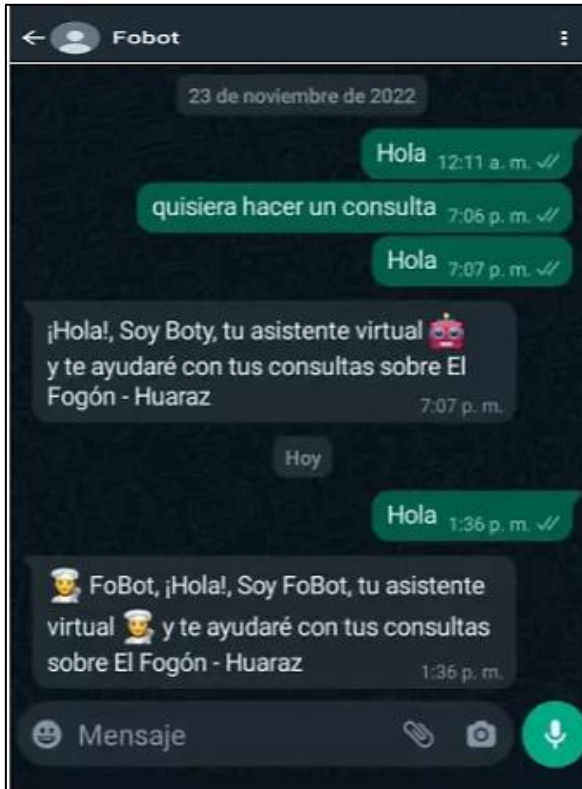 Fobot
23 de noviembre de 2022
Hola 12:11 a. m.
quisiera hacer un consulta 7:06 p. m.
Hola 7:07 p. m.
¡Hola!, Soy Boty, tu asistente virtual
y te ayudaré con tus consultas sobre El
Fogón - Huaraz
7:07 p. m.
Hoy
Hola 1:36 p. m.
FoBot, ¡Hola!, Soy FoBot, tu asistente
virtual y te ayudaré con tus consultas
sobre El Fogón - Huaraz
1:36 p. m.
Mensaje